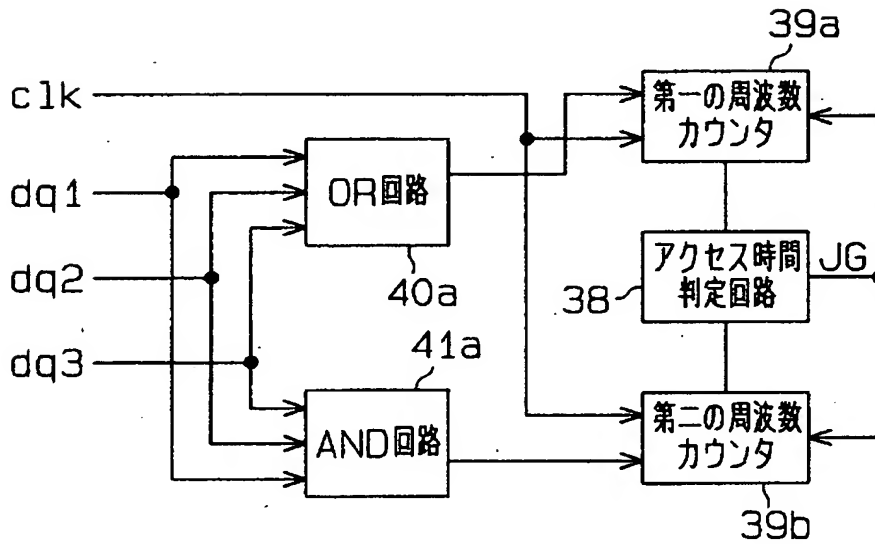 39a
clk
第一の周波数
カウンタ
dq1
OR回路
dq2
40a
アクセス時間
判定回路
JG
38
dq3
41a
AND回路
第二の周波数
カウンタ
39b